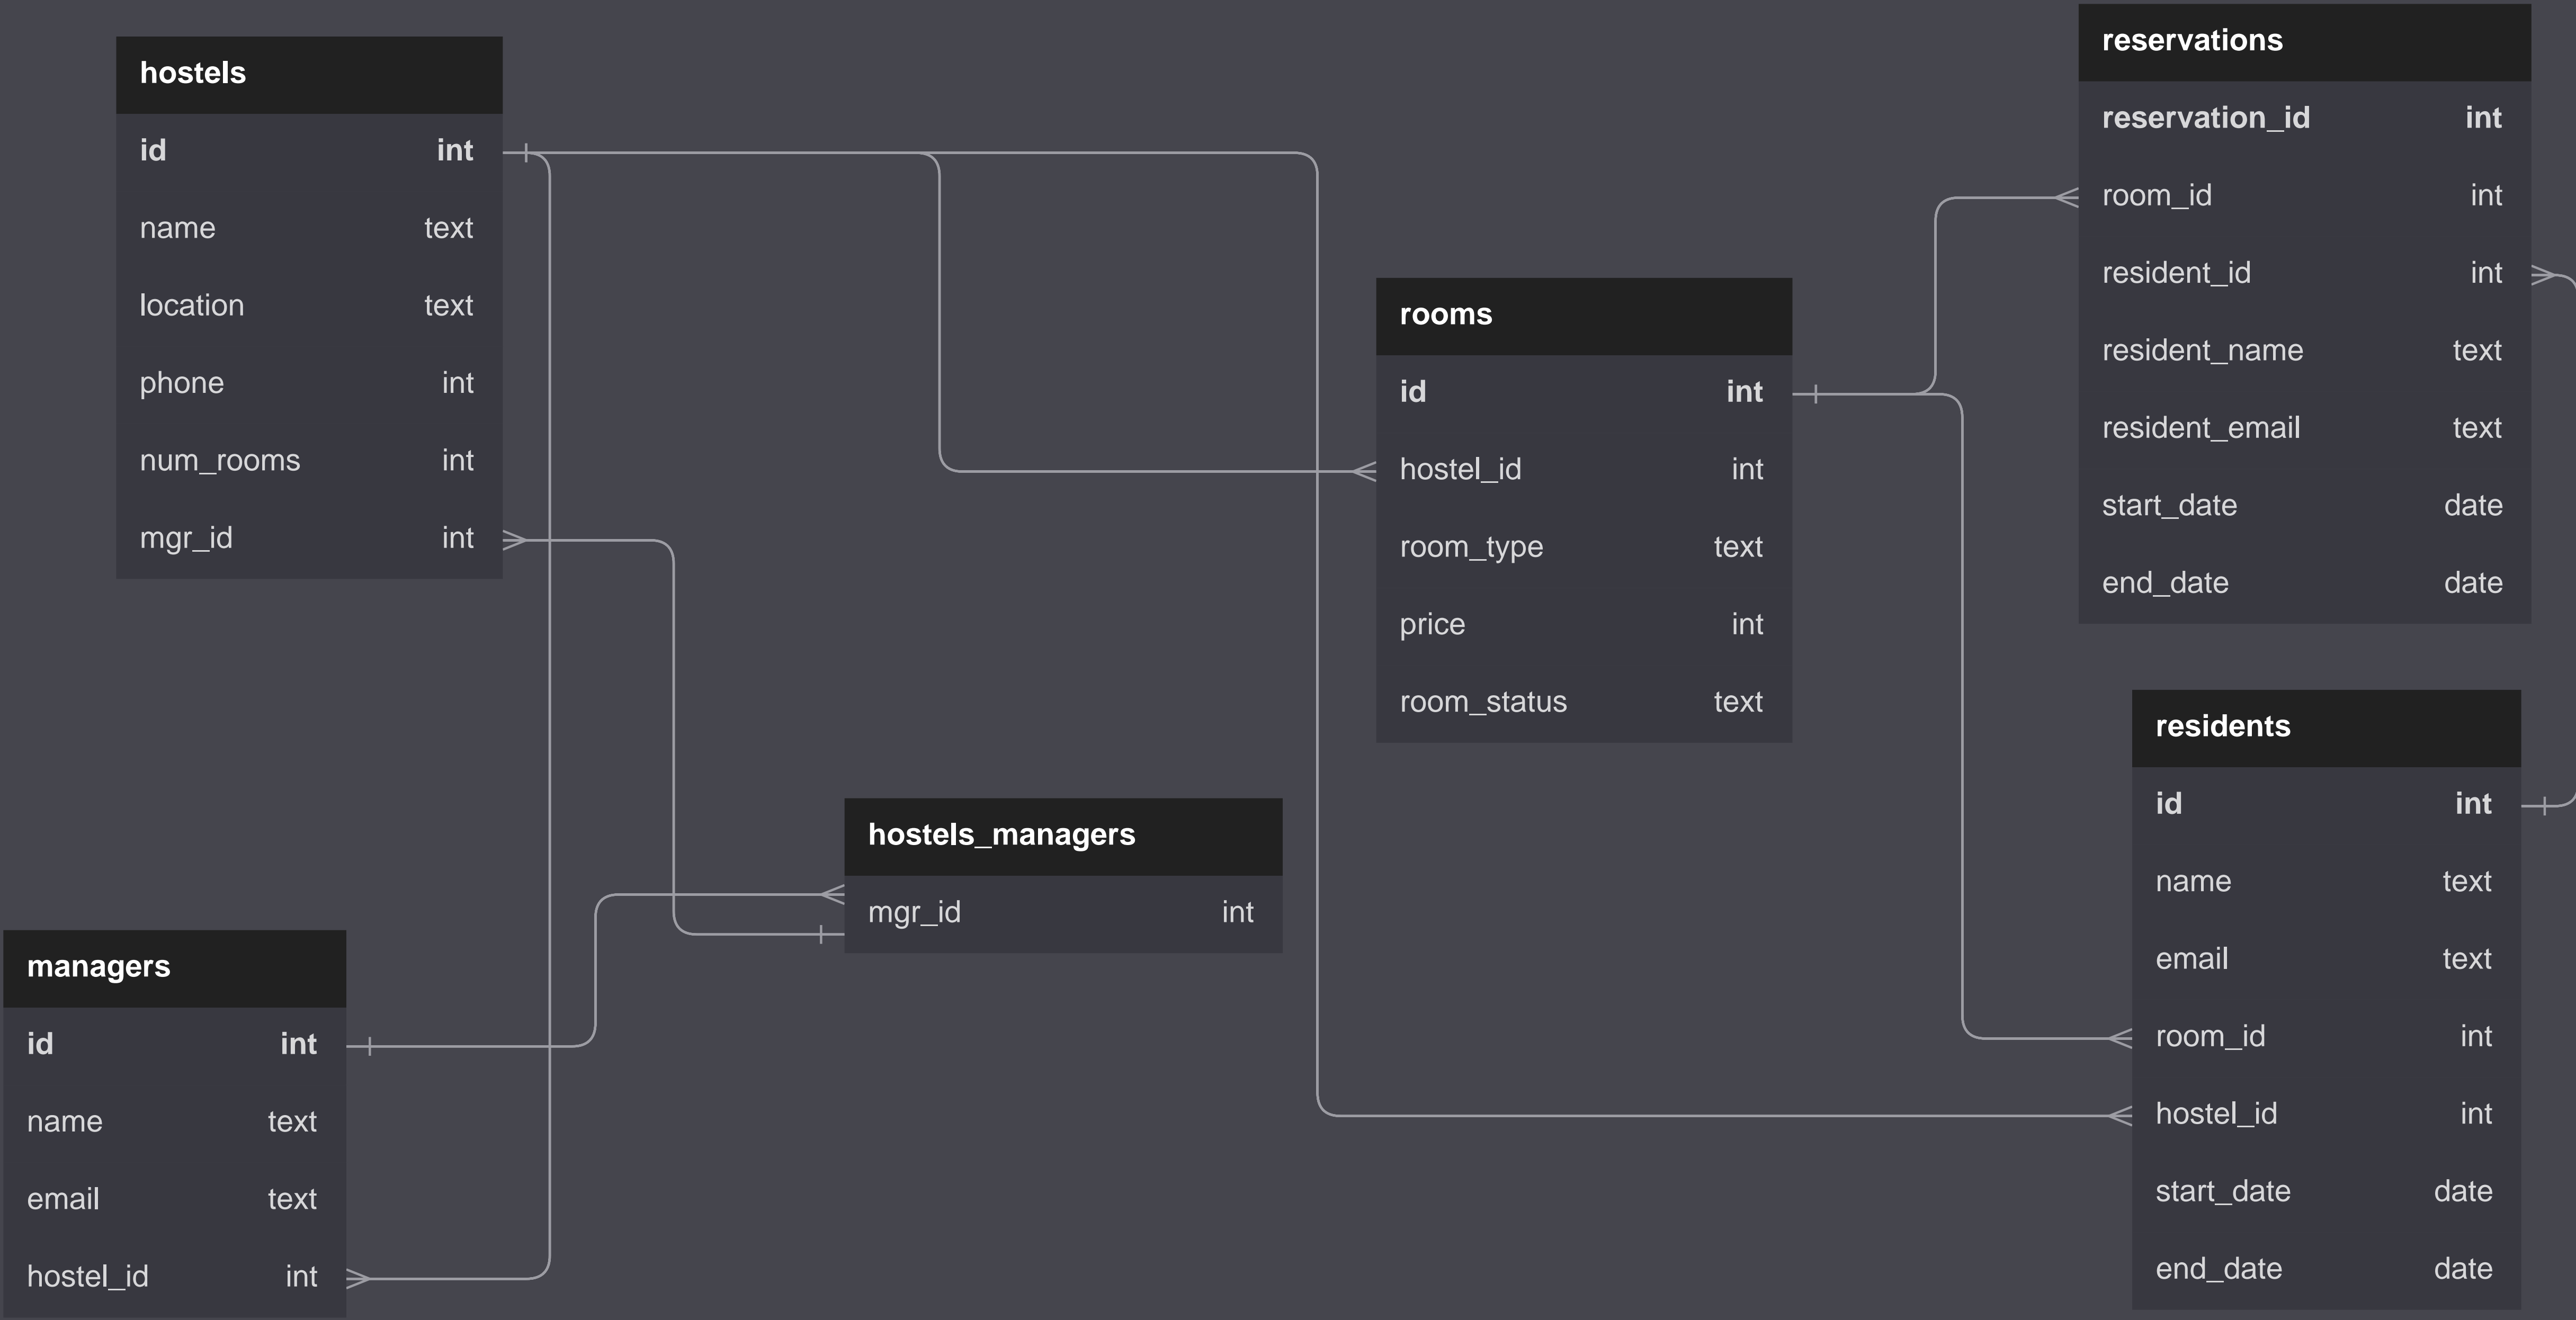 hostels
id int
name text
location text
phone int
num_rooms int
mgr_id int
managers
id int
name text
email text
hostel_id int
hostels_managers
mgr_id int
rooms
id int
hostel_id int
room_type text
price int
room_status text
reservations
reservation_id int
room_id int
resident_id int
resident_name text
resident_email text
start_date date
end_date date
residents
id int
name text
email text
room_id int
hostel_id int
start_date date
end_date date